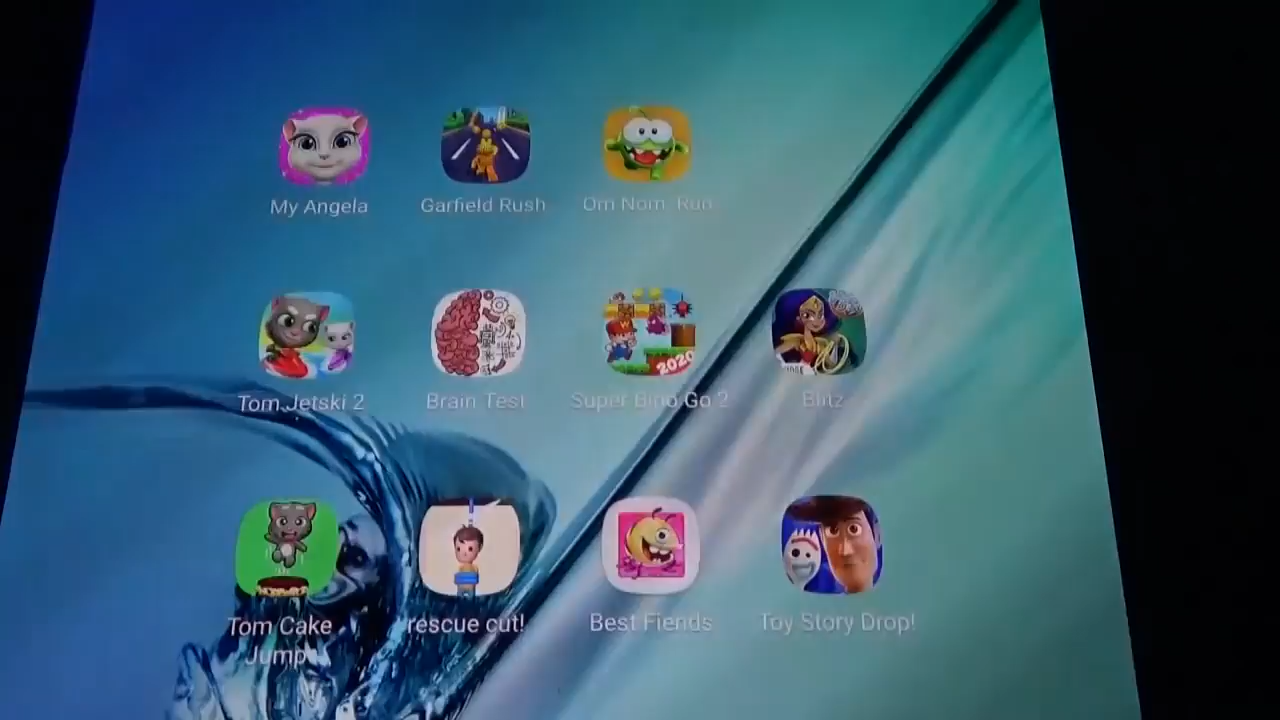 My Angela
Garfield Rush
Om Nom: Run
Tom Jetski 2
Brain Test
2020
Super Bino Go 2
Blitz
Tom Cake
Jump
rescue cut!
Best Fiends
Toy Story Drop!